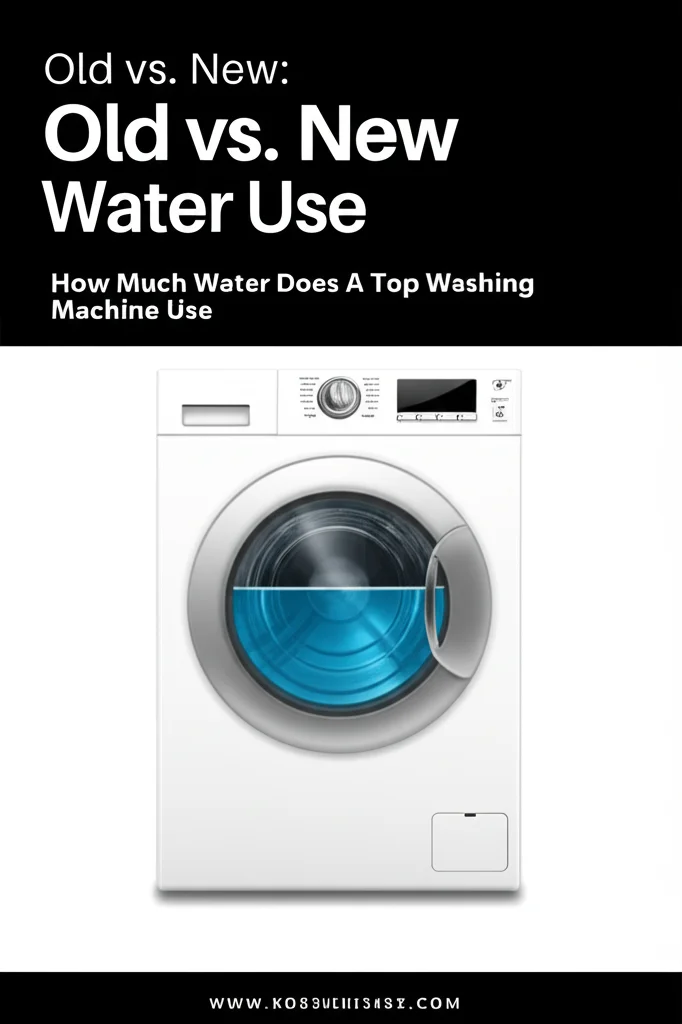 Old vs. New:
Old vs. New
Water Use
How Much Water Does A Top Washing
Machine Use